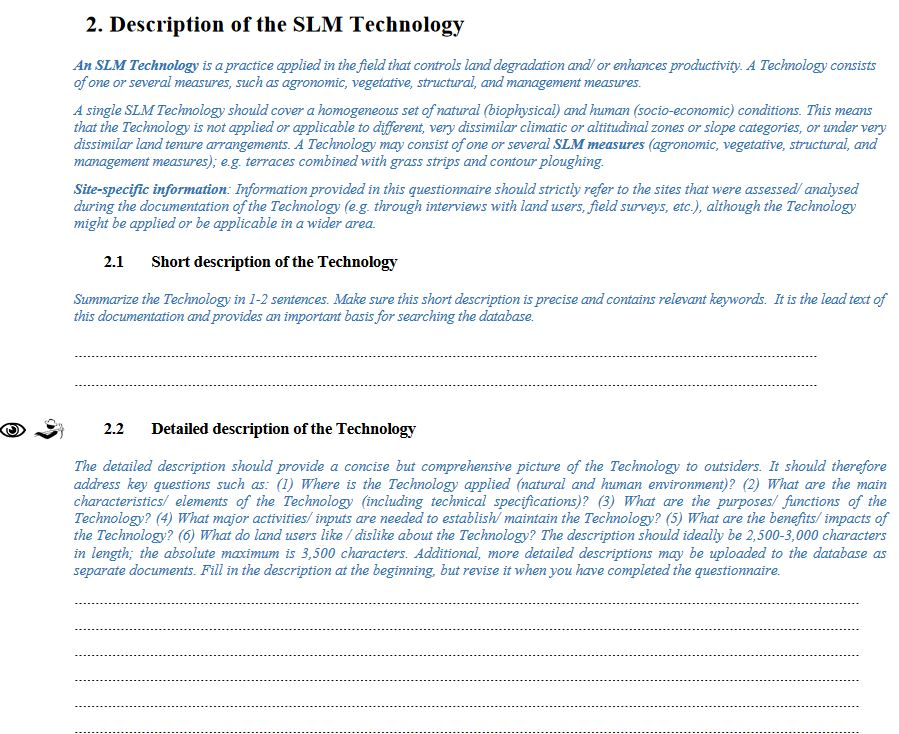 2. Description of the SLM Technology
An SLM Technology is a practice applied in the field that controls land degradation and/ or enhances productivity. A Technology consists
of one or several measures, such as agronomic, vegetative, structural, and management measures.
A single SLM Technology should cover a homogeneous set of natural (biophysical) and human (socio-economic) conditions. This means
that the Technology is not applied or applicable to different, very dissimilar climatic or altitudinal zones or slope categories, or under very
dissimilar land tenure arrangements. A Technology may consist of one or several SLM measures (agronomic, vegetative, structural, and
management measures); e.g. terraces combined with grass strips and contour ploughing.
Site-specific information: Information provided in this questionnaire should strictly refer to the sites that were assessed/ analysed
during the documentation of the Technology (e.g. through interviews with land users, field surveys, etc.), although the Technology
might be applied or be applicable in a wider area.
2.1 Short description of the Technology
Summarize the Technology in 1-2 sentences. Make sure this short description is precise and contains relevant keywords. It is the lead text of
this documentation and provides an important basis for searching the database.
2.2 Detailed description of the Technology
The detailed description should provide a concise but comprehensive picture of the Technology to outsiders. It should therefore
address key questions such as: (1) Where is the Technology applied (natural and human environment)? (2) What are the main
characteristics/ elements of the Technology (including technical specifications)? (3) What are the purposes/ functions of the
Technology? (4) What major activities/ inputs are needed to establish/ maintain the Technology? (5) What are the benefits/ impacts of
the Technology? (6) What do land users like / dislike about the Technology? The description should ideally be 2,500-3,000 characters
in length; the absolute maximum is 3,500 characters. Additional, more detailed descriptions may be uploaded to the database as
separate documents. Fill in the description at the beginning, but revise it when you have completed the questionnaire.